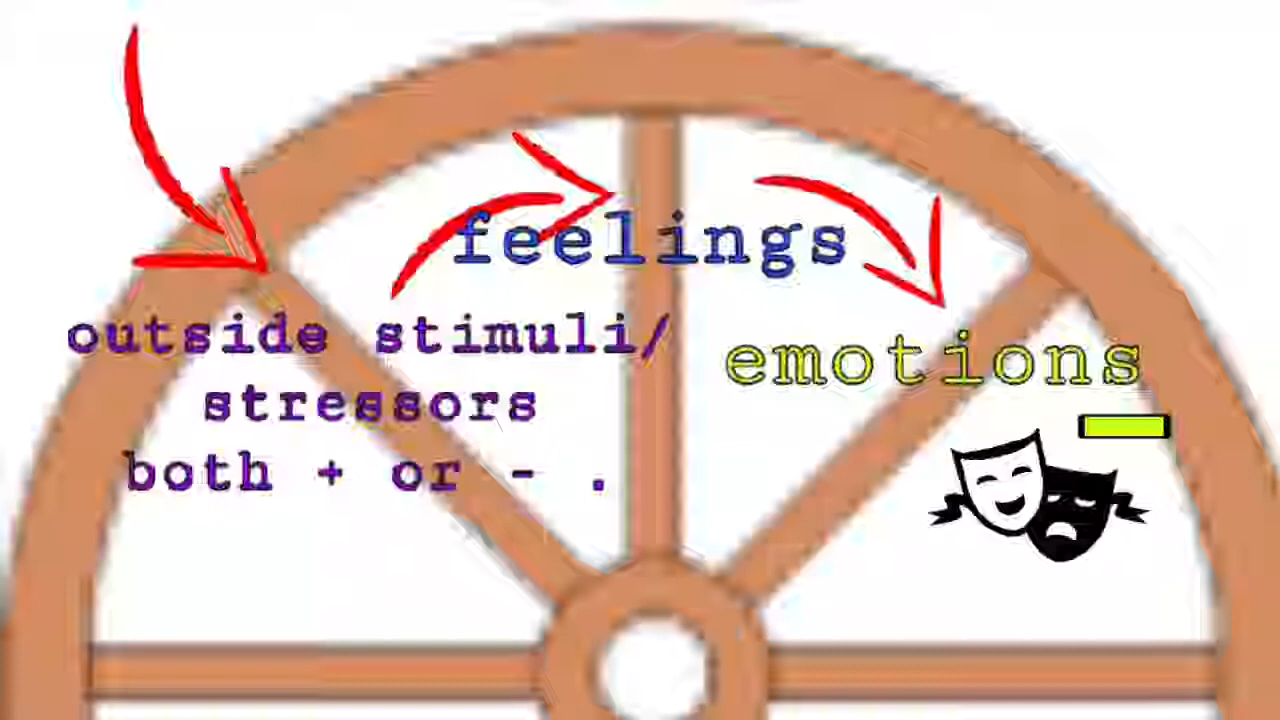 feelings
outside stimuli/
stressors
both + or - .
emotions